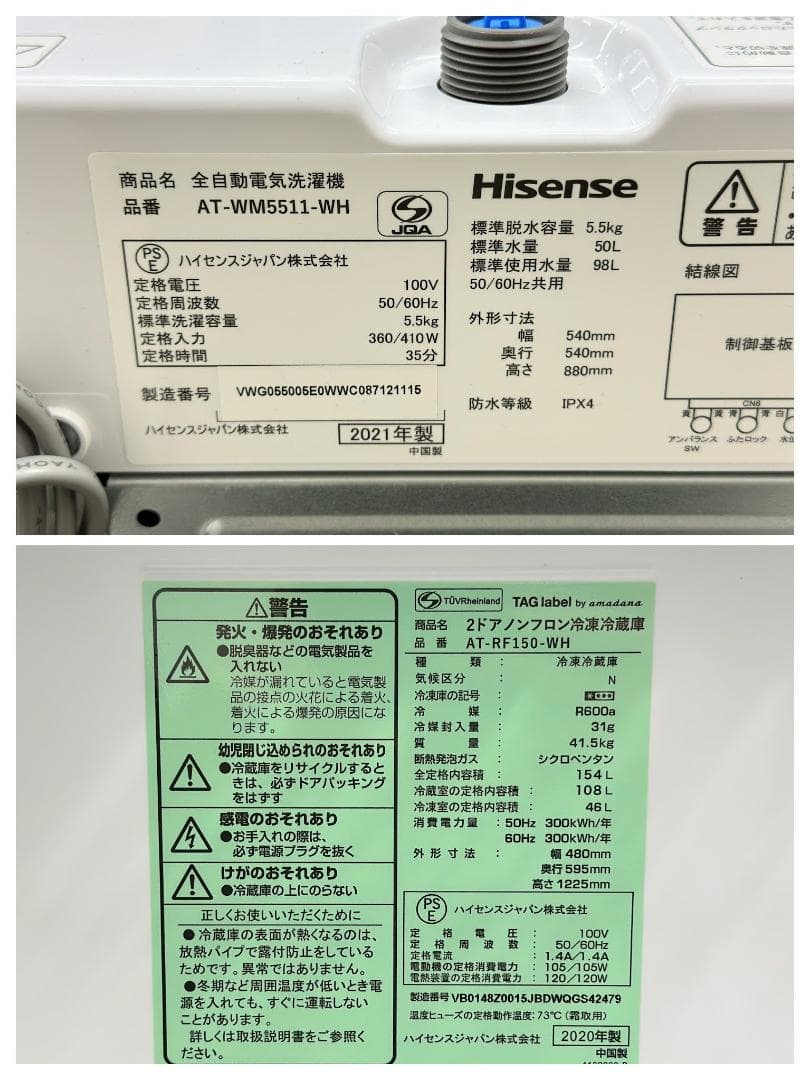 商品名 全自動電気洗濯機
品番 AT-WM5511-WH
JQA
PS
E
ハイセンスジャパン株式会社
定格電圧 100V
定格周波数 50/60Hz
標準洗濯容量 5.5kg
定格入力 360/410W
定格時間 35分
製造番号 VWG055005E0WWC087121115
ハイセンスジャパン株式会社 2021年製
中国製
Hisense
標準脱水容量 5.5kg
標準水量 50L
標準使用水量 98L
50/60Hz共用
外形寸法
幅 540mm
奥行 540mm
高さ 880mm
防水等級 IPX4
警告
結線図
制御基板
CN6
黄 黄 青 青 白
アンバランス
SW
ふたロック
警告
発火・爆発のおそれあり
●脱臭器などの電気製品を
入れない
冷媒が漏れていると電気製
品の接点の火花による着火、
着火による爆発の原因にな
ります。
幼児閉じ込められのおそれあり
●冷蔵庫をリサイクルすると
きは、必ずドアパッキング
をはずす
感電のおそれあり
●お手入れの際は、
必ず電源プラグを抜く
けがのおそれあり
●冷蔵庫の上にのらない
正しくお使いいただくために
●冷蔵庫の表面が熱くなるのは、
放熱パイプで露付防止をしている
ためです。異常ではありません。
●冬期など周囲温度が低いとき電
源を入れても、すぐに運転しない
ことがあります。
詳しくは取扱説明書をご参照く
ださい。
TÜVRheinland TAG label by amadana
商品名 2ドアノンフロン冷凍冷蔵庫
品番 AT-RF150-WH
種類 : 冷凍冷蔵庫
気候区分 : N
冷凍庫の記号 :
冷媒 : R600a
冷媒封入量 : 31g
質量 : 41.5kg
断熱発泡ガス : シクロペンタン
全定格内容積 : 154L
冷蔵室の定格内容積 : 108L
冷凍室の定格内容積 : 46L
消費電力量 : 50Hz 300kWh/年
60Hz 300kWh/年
外形寸法 : 幅 480mm
奥行 595mm
高さ 1225mm
PS
E
ハイセンスジャパン株式会社
定格電圧 : 100V
定格周波数 : 50/60Hz
定格電流 : 1.4A/1.4A
電動機の定格消費電力 : 105/105W
電熱装置の定格消費電力 : 120/120W
製造番号 VB0148Z0015JBDWQGS42479
温度ヒューズの定格動作温度: 73℃ (霜取用)
ハイセンスジャパン株式会社 2020年製
中国製